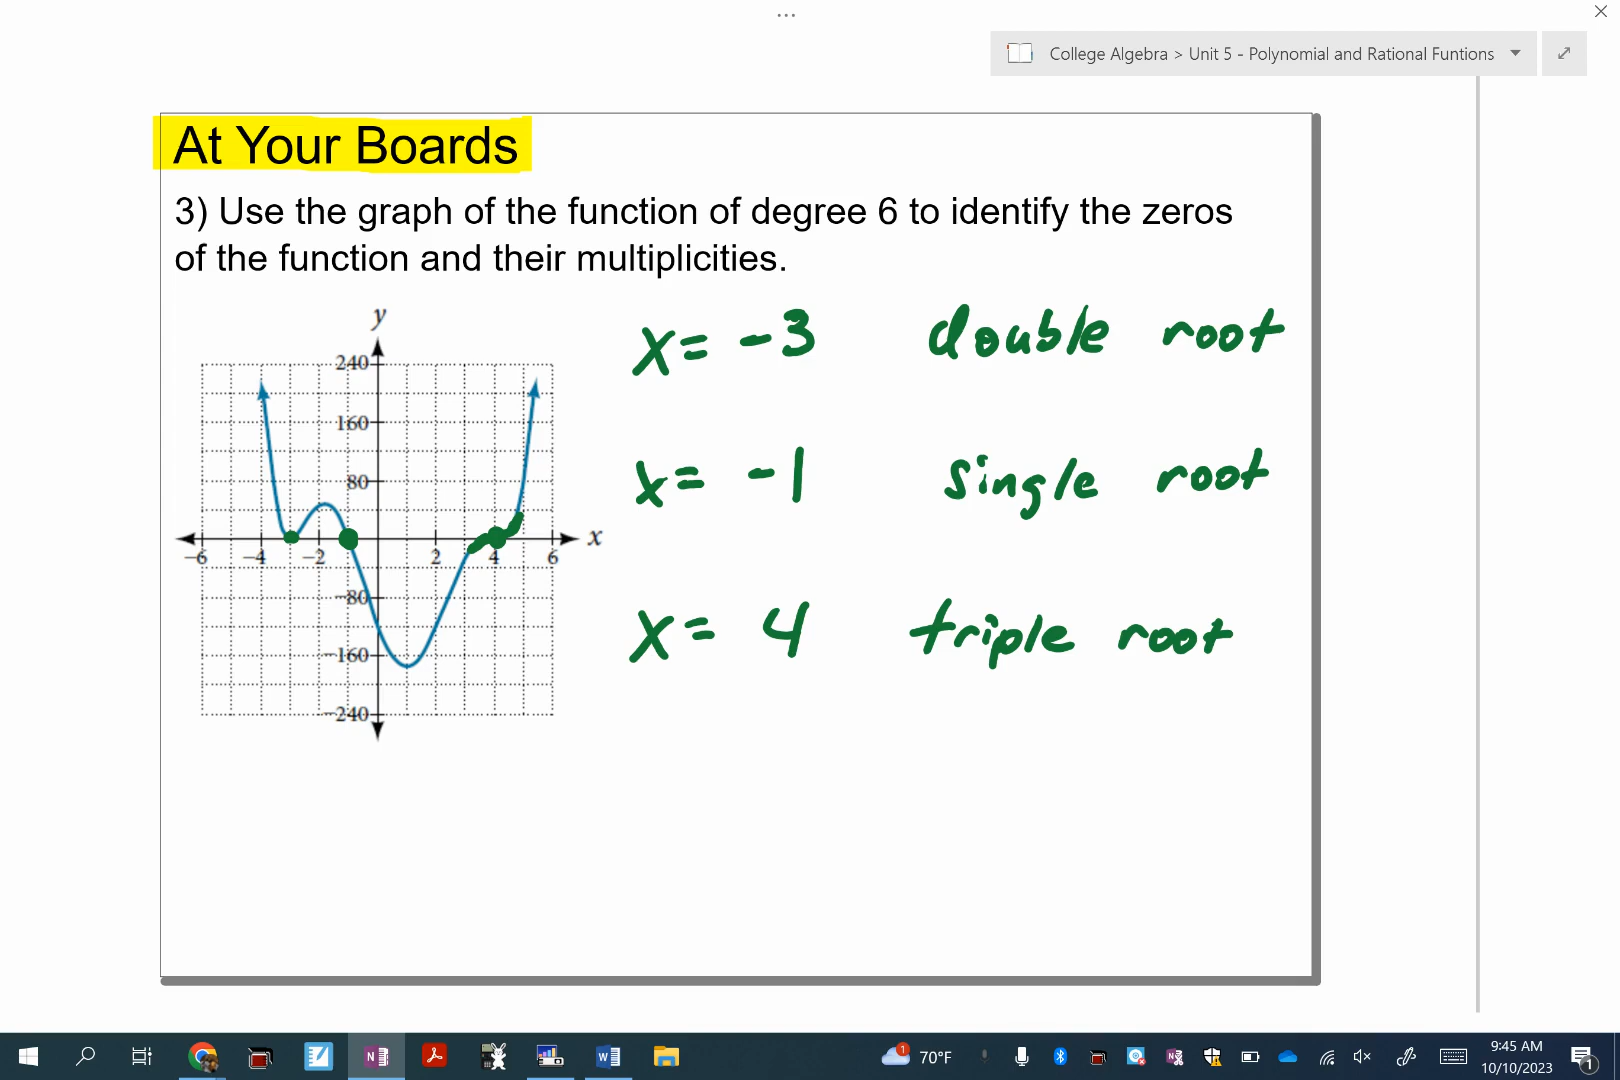 ...
College Algebra > Unit 5 - Polynomial and Rational Funtions
At Your Boards
3) Use the graph of the function of degree 6 to identify the zeros
of the function and their multiplicities.
y
240
160
80
-6 -4 -2 2 4 6 x
-80
-160
-240
x = -3 double root
x = -1 single root
x = 4 triple root
1 70°F
9:45 AM
10/10/2023
1